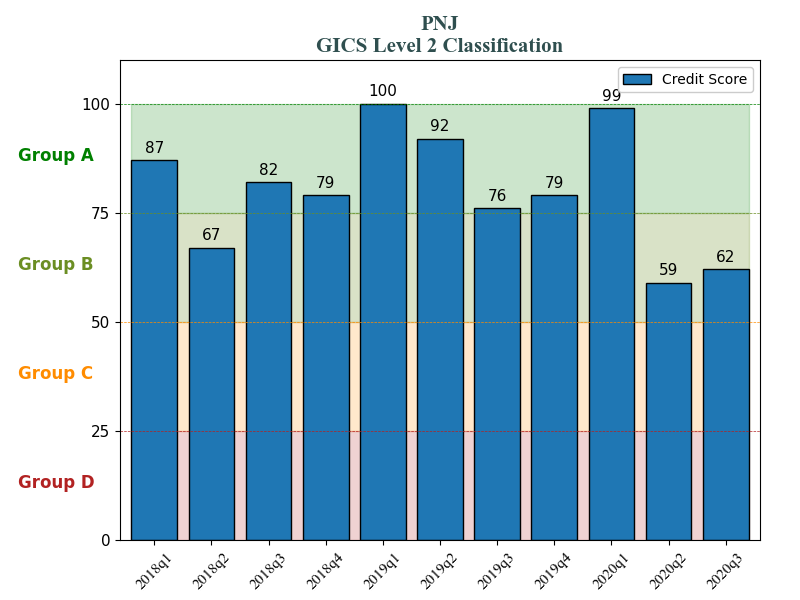 PNJ
GICS Level 2 Classification
Credit Score
100
99
100
92
Group A
87
82
79
79
76
75
67
Group B
62
59
50
Group C
25
Group D
0
2018q1 2018q2 2018q3 2018q4 2019q1 2019q2 2019q3 2019q4 2020q1 2020q2 2020q3